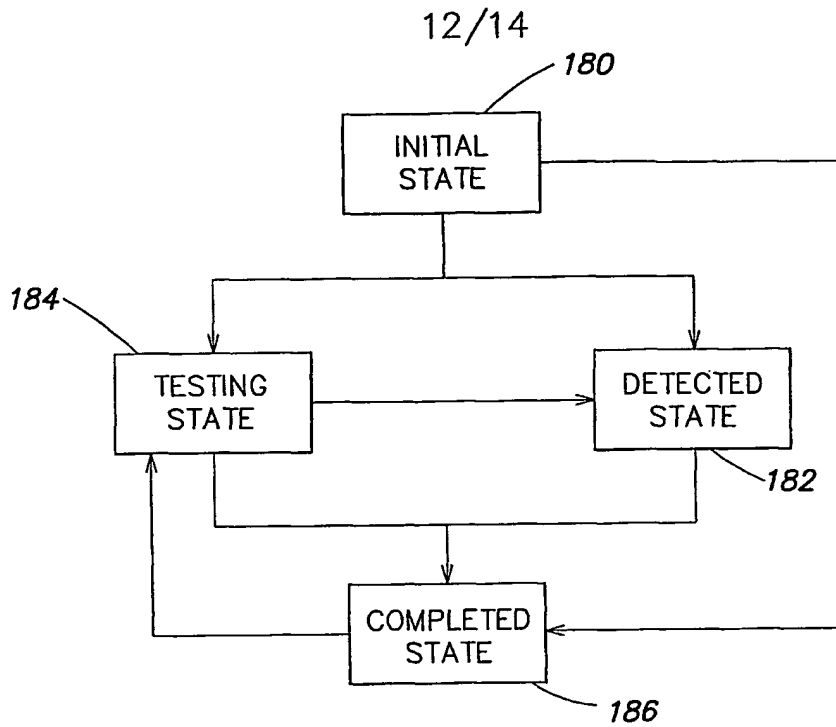 12/14
180
INITIAL
STATE
184
TESTING
STATE
DETECTED
STATE
182
COMPLETED
STATE
186